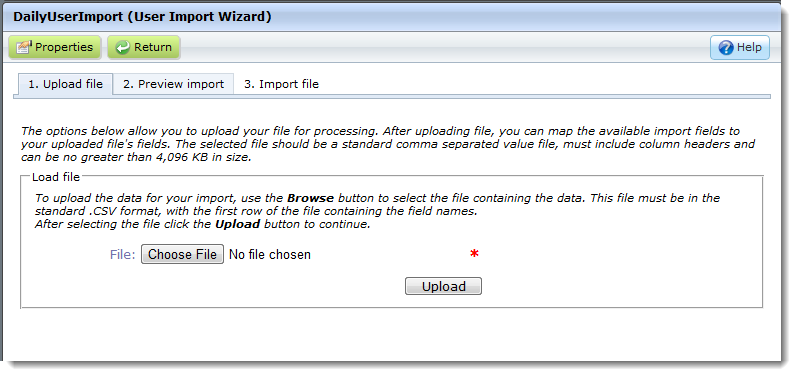 DailyUserImport (User Import Wizard)
Properties Return Help
1. Upload file 2. Preview import 3. Import file
The options below allow you to upload your file for processing. After uploading file, you can map the available import fields to
your uploaded file's fields. The selected file should be a standard comma separated value file, must include column headers and
can be no greater than 4,096 KB in size.
Load file
To upload the data for your import, use the Browse button to select the file containing the data. This file must be in the
standard .CSV format, with the first row of the file containing the field names.
After selecting the file click the Upload button to continue.
File: Choose File No file chosen *
Upload